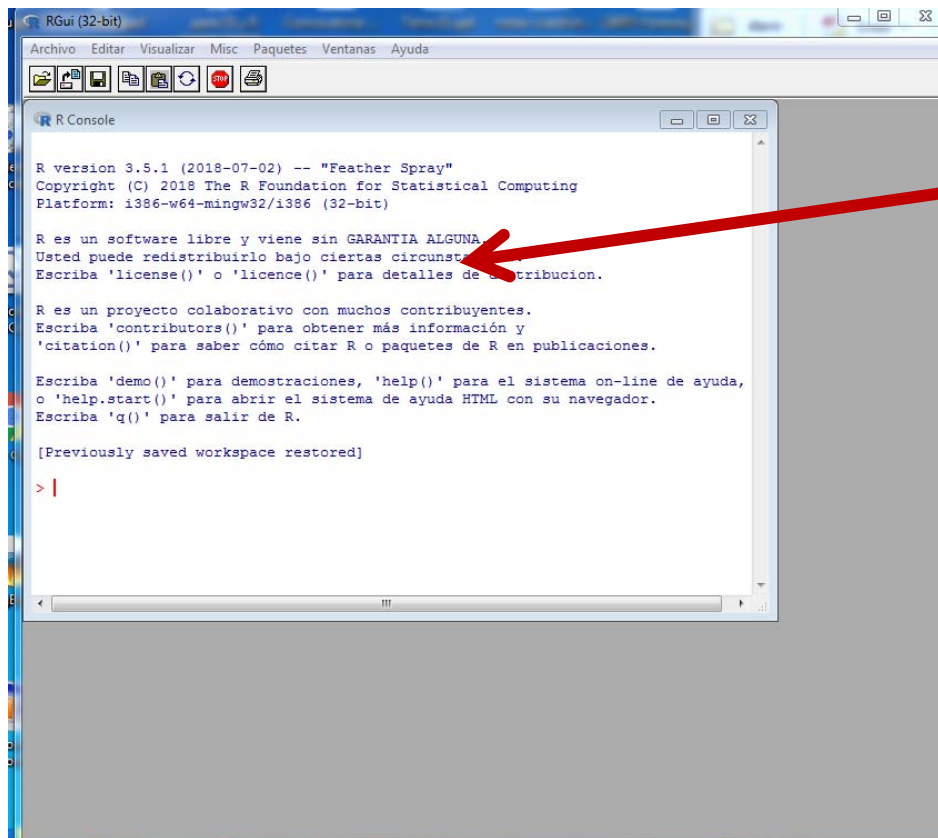 RGui (32-bit)
Archivo Editar Visualizar Misc Paquetes Ventanas Ayuda
STOP
R Console
R version 3.5.1 (2018-07-02) -- "Feather Spray"
Copyright (C) 2018 The R Foundation for Statistical Computing
Platform: i386-w64-mingw32/i386 (32-bit)
R es un software libre y viene sin GARANTIA ALGUNA.
Usted puede redistribuirlo bajo ciertas
Escriba 'license()' o 'licence()' para detalles de
R es un proyecto colaborativo con muchos contribuyentes.
Escriba 'contributors()' para obtener más información y
'citation()' para saber cómo citar R o paquetes de R en publicaciones.
Escriba 'demo()' para demostraciones, 'help()' para el sistema on-line de ayuda,
o 'help.start()' para abrir el sistema de ayuda HTML con su navegador.
Escriba 'q()' para salir de R.
[Previously saved workspace restored]
>